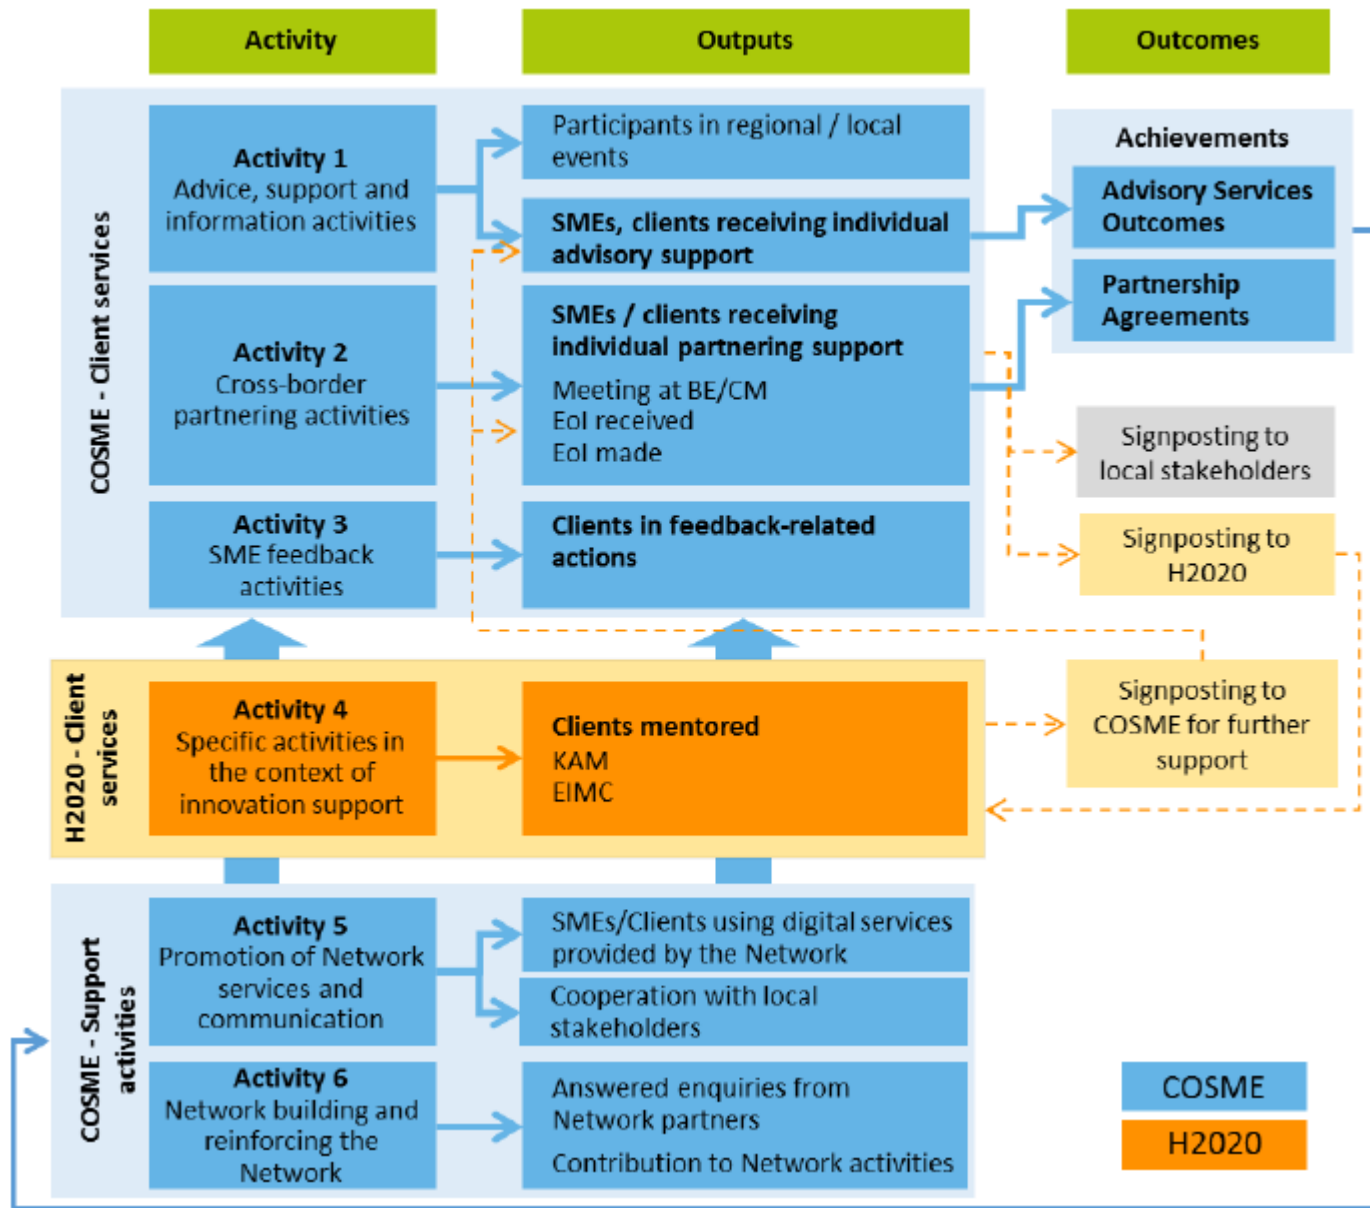 Activity
Outputs
Outcomes
COSME - Client services
Activity 1
Advice, support and
information activities
Participants in regional / local
events
SMEs, clients receiving individual
advisory support
Achievements
Advisory Services
Outcomes
Partnership
Agreements
Activity 2
Cross-border
partnering activities
SMEs / clients receiving
individual partnering support
Meeting at BE/CM
EoI received
EoI made
Signposting to
local stakeholders
Activity 3
SME feedback
activities
Clients in feedback-related
actions
Signposting to
H2020
H2020 - Client
services
Activity 4
Specific activities in
the context of
innovation support
Clients mentored
KAM
EIMC
Signposting to
COSME for further
support
COSME - Support
activities
Activity 5
Promotion of Network
services and
communication
SMEs/Clients using digital services
provided by the Network
Cooperation with local
stakeholders
Activity 6
Network building and
reinforcing the
Network
Answered enquiries from
Network partners
Contribution to Network activities
COSME
H2020